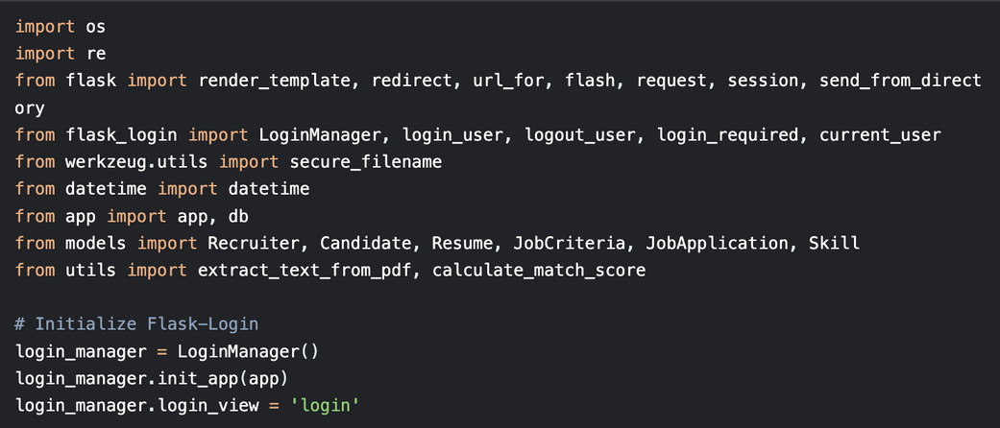 import os
import re
from flask import render_template, redirect, url_for, flash, request, session, send_from_direct
ory
from flask_login import LoginManager, login_user, logout_user, login_required, current_user
from werkzeug.utils import secure_filename
from datetime import datetime
from app import app, db
from models import Recruiter, Candidate, Resume, JobCriteria, JobApplication, Skill
from utils import extract_text_from_pdf, calculate_match_score

# Initialize Flask-Login
login_manager = LoginManager()
login_manager.init_app(app)
login_manager.login_view = 'login'